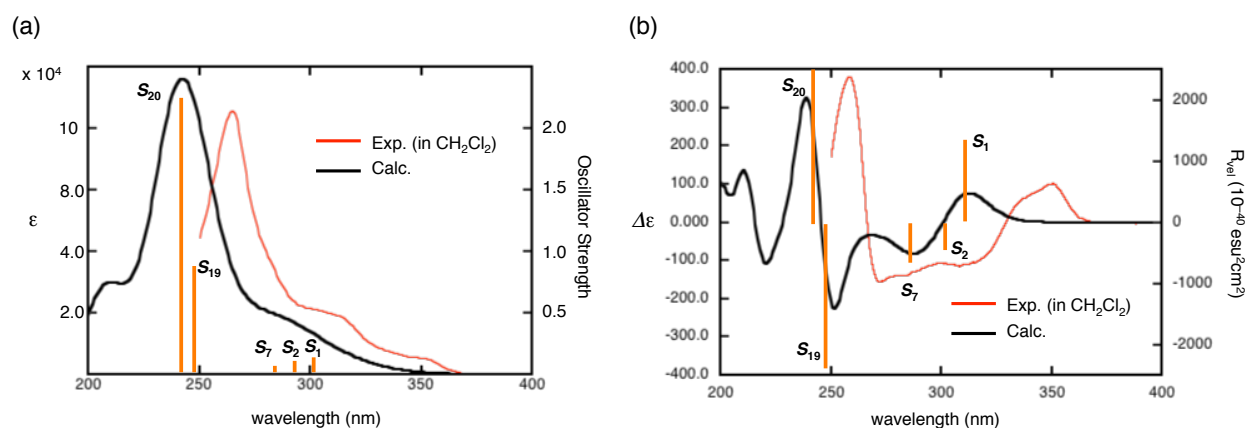 (a)
x 10⁴
10
8.0
4.0
2.0
ε
S₂₀
S₁₉
S₇ S₂ S₁
Exp. (in CH₂Cl₂)
Calc.
2.0
1.5
1.0
0.5
Oscillator Strength
200 250 300 350 400
wavelength (nm)
(b)
400.0
300.0
200.0
100.0
0.000
-100.0
-200.0
-300.0
-400.0
Δε
S₂₀
S₁
S₂
S₇
S₁₉
Exp. (in CH₂Cl₂)
Calc.
2000
1000
0
-1000
-2000
R_vel (10⁻⁴⁰ esu²cm²)
200 250 300 350 400
wavelength (nm)